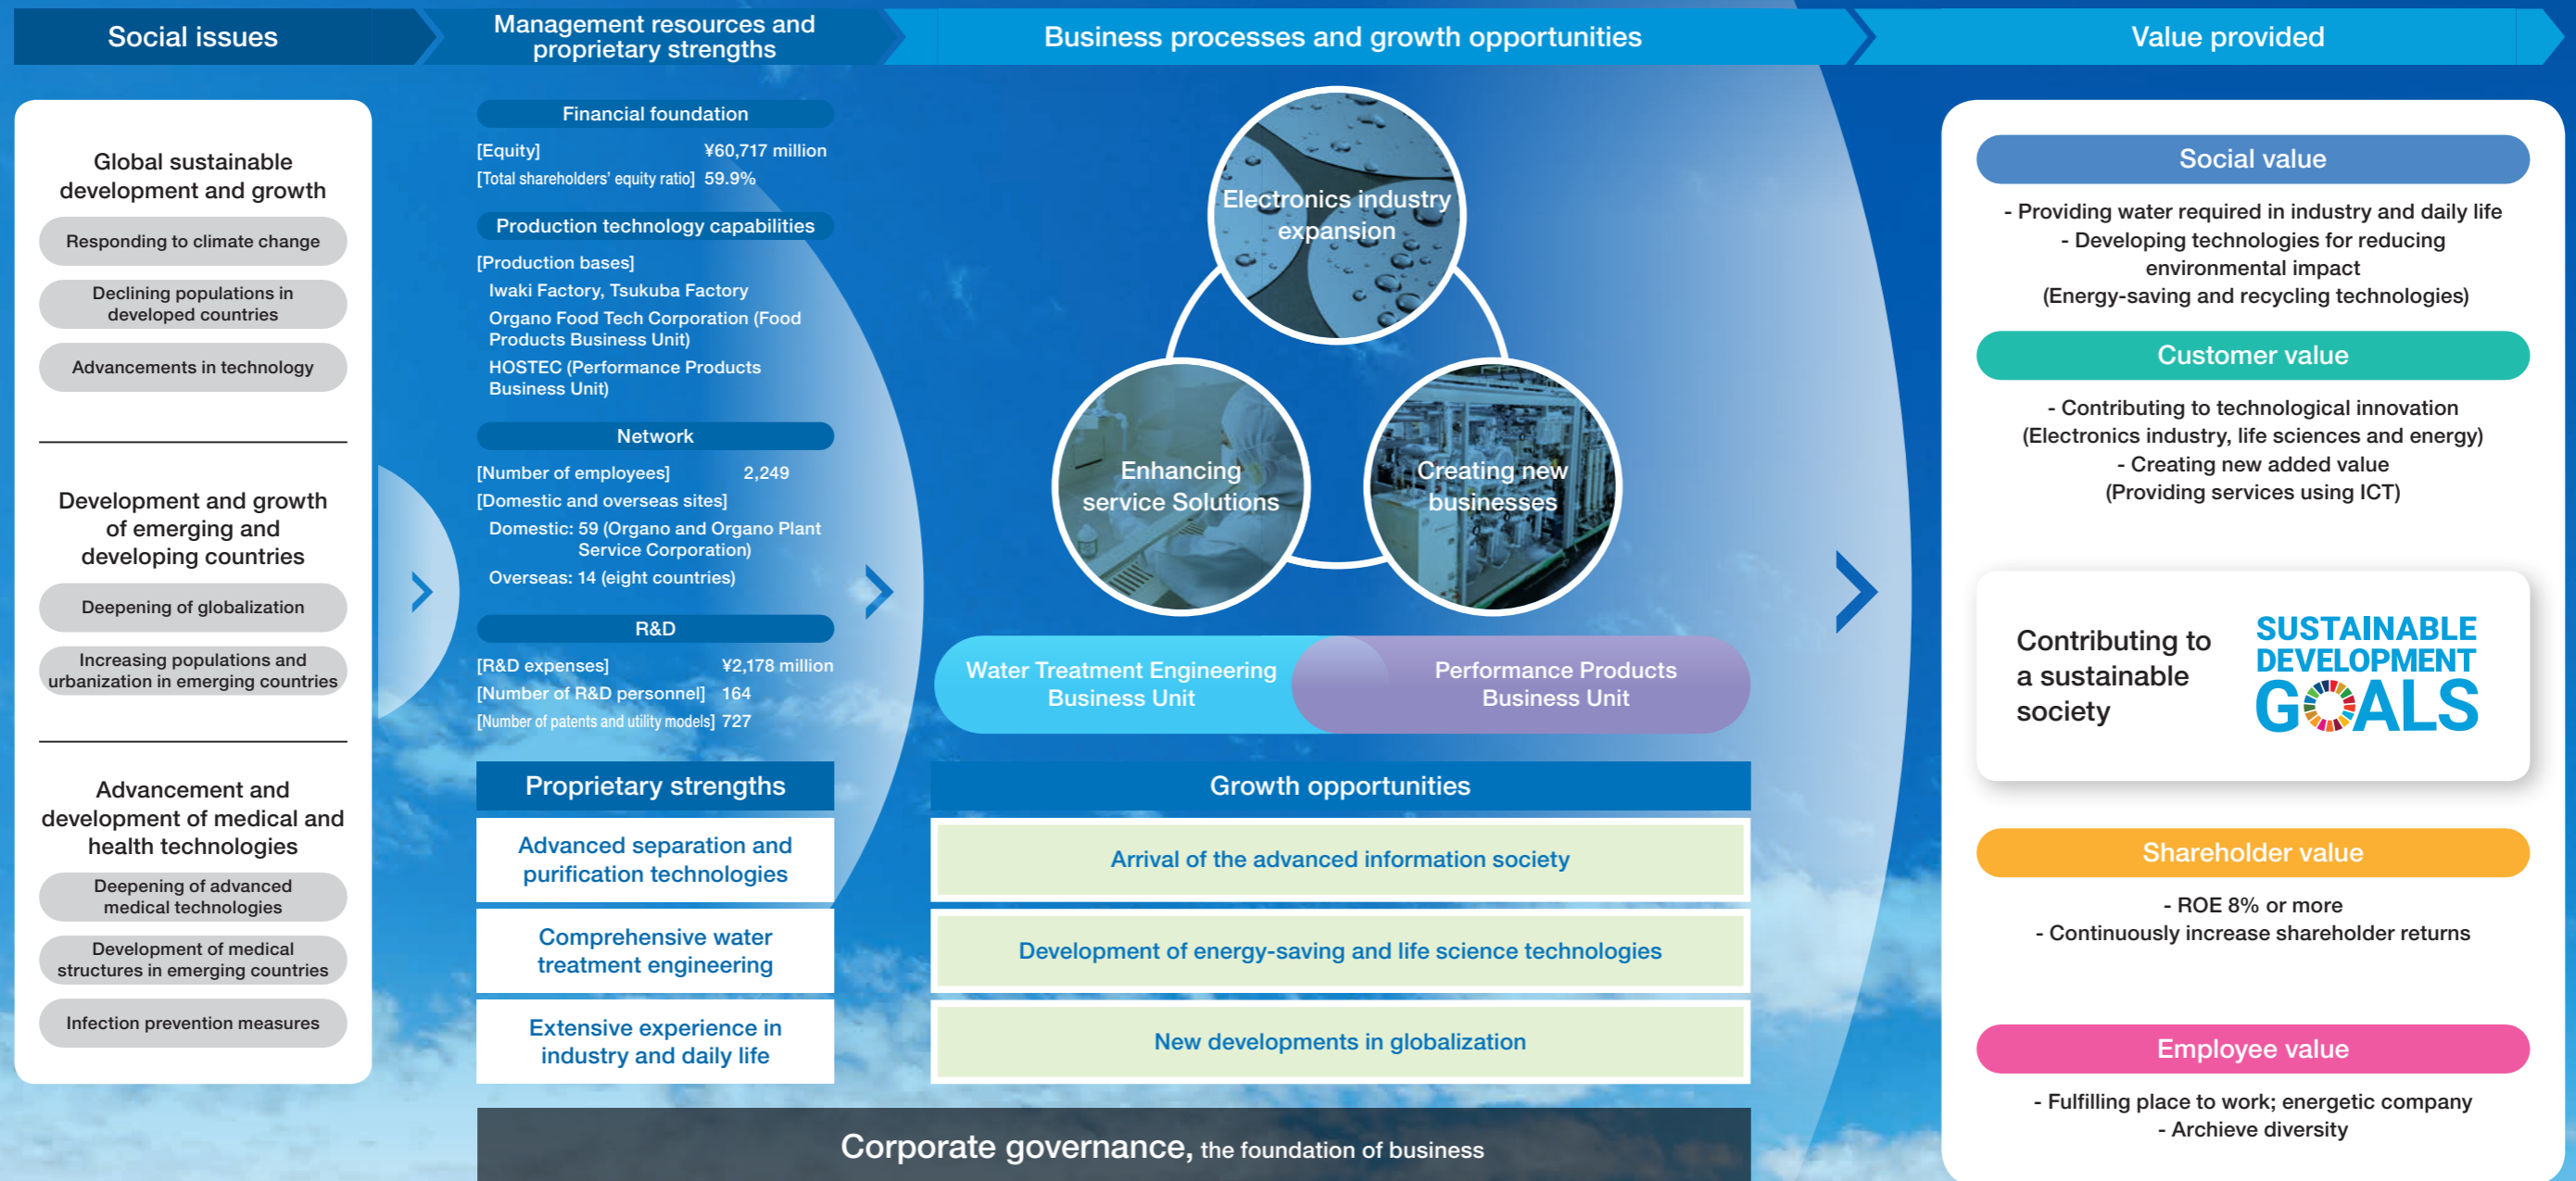 Social issues
Management resources and
proprietary strengths
Business processes and growth opportunities
Value provided
Global sustainable
development and growth
Responding to climate change
Declining populations in
developed countries
Advancements in technology
Development and growth
of emerging and
developing countries
Deepening of globalization
Increasing populations and
urbanization in emerging countries
Advancement and
development of medical and
health technologies
Deepening of advanced
medical technologies
Development of medical
structures in emerging countries
Infection prevention measures
Financial foundation
[Equity] ¥60,717 million
[Total shareholders' equity ratio] 59.9%
Production technology capabilities
[Production bases]
Iwaki Factory, Tsukuba Factory
Organo Food Tech Corporation (Food
Products Business Unit)
HOSTEC (Performance Products
Business Unit)
Network
[Number of employees] 2,249
[Domestic and overseas sites]
Domestic: 59 (Organo and Organo Plant
Service Corporation)
Overseas: 14 (eight countries)
R&D
[R&D expenses] ¥2,178 million
[Number of R&D personnel] 164
[Number of patents and utility models] 727
Proprietary strengths
Advanced separation and
purification technologies
Comprehensive water
treatment engineering
Extensive experience in
industry and daily life
Electronics industry
expansion
Enhancing
service Solutions
Creating new
businesses
Water Treatment Engineering
Business Unit
Performance Products
Business Unit
Growth opportunities
Arrival of the advanced information society
Development of energy-saving and life science technologies
New developments in globalization
Corporate governance, the foundation of business
Social value
- Providing water required in industry and daily life
- Developing technologies for reducing
environmental impact
(Energy-saving and recycling technologies)
Customer value
- Contributing to technological innovation
(Electronics industry, life sciences and energy)
- Creating new added value
(Providing services using ICT)
Contributing to
a sustainable
society
SUSTAINABLE
DEVELOPMENT
GOALS
Shareholder value
- ROE 8% or more
- Continuously increase shareholder returns
Employee value
- Fulfilling place to work; energetic company
- Archieve diversity